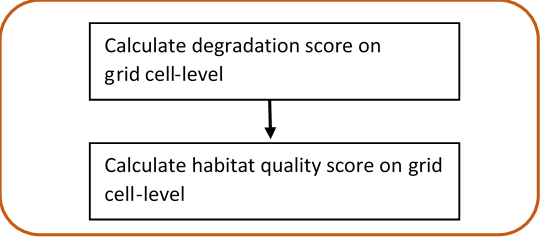 Calculate degradation score on
grid cell-level
Calculate habitat quality score on grid
cell-level